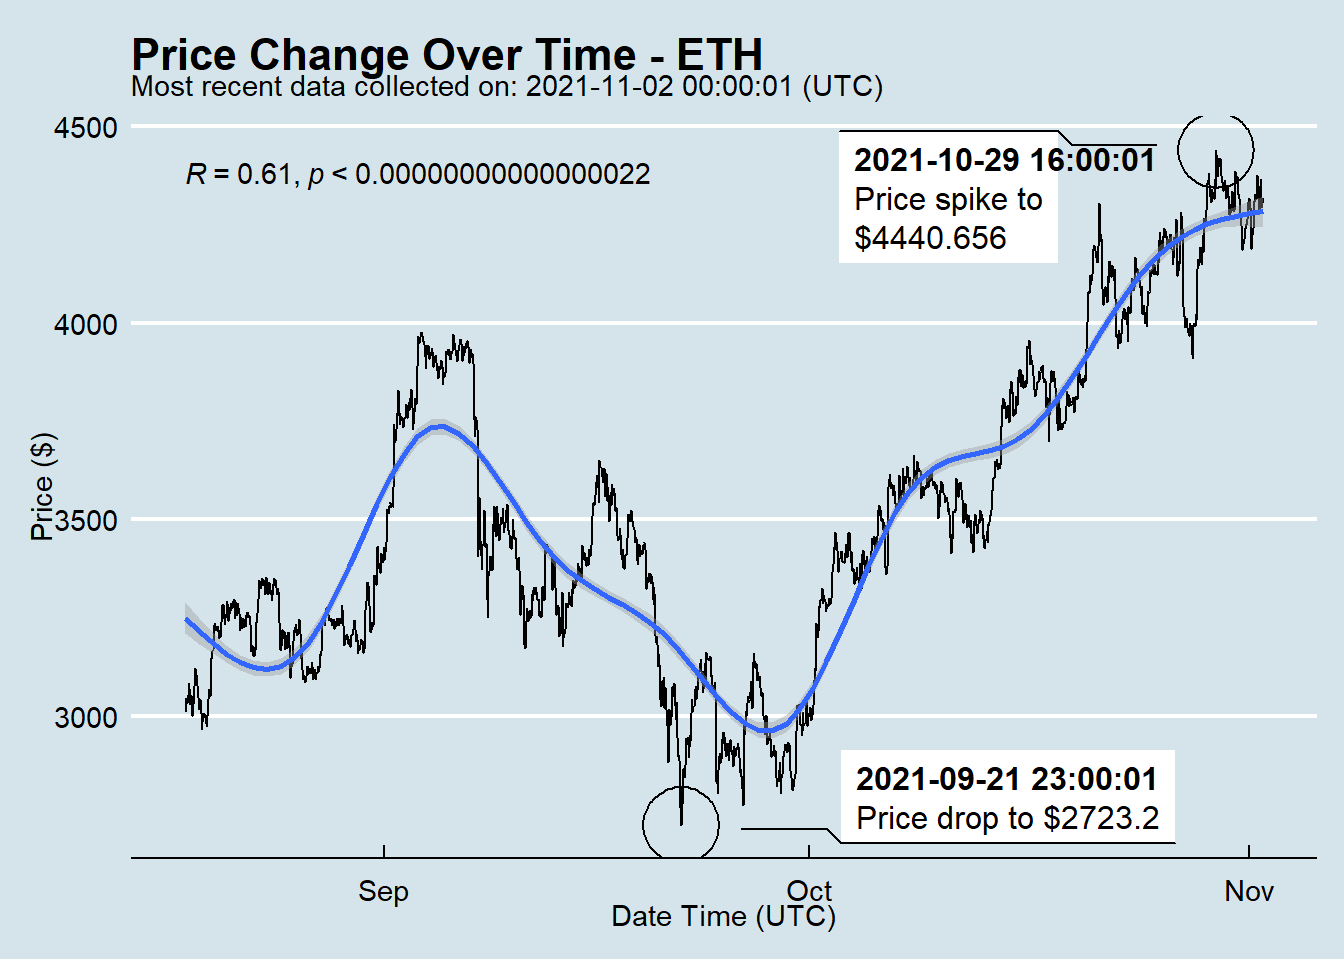 Price Change Over Time - ETH
Most recent data collected on: 2021-11-02 00:00:01 (UTC)
4500
R = 0.61, p < 0.00000000000000022
2021-10-29 16:00:01
Price spike to
$4440.656
4000
Price ($)
3500
3000
2021-09-21 23:00:01
Price drop to $2723.2
Sep
Oct
Nov
Date Time (UTC)